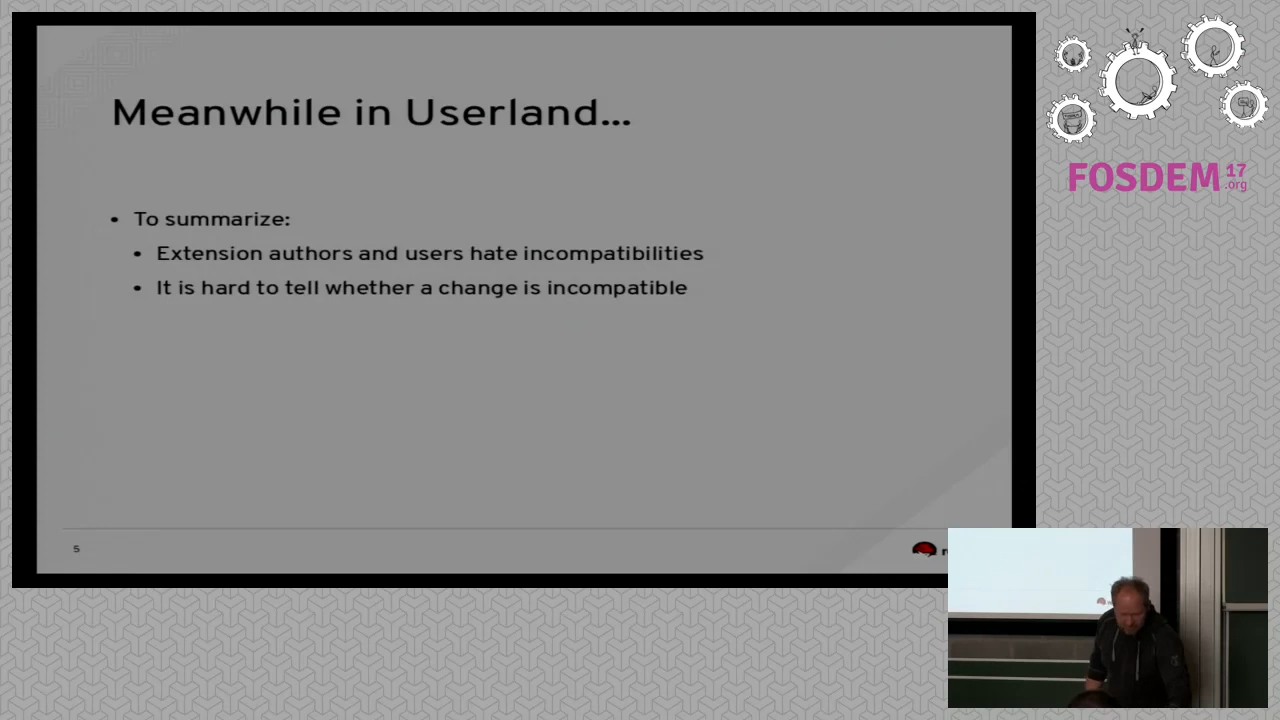 Meanwhile in Userland...
• To summarize:
• Extension authors and users hate incompatibilities
• It is hard to tell whether a change is incompatible
5
FOSDEM 17
.org